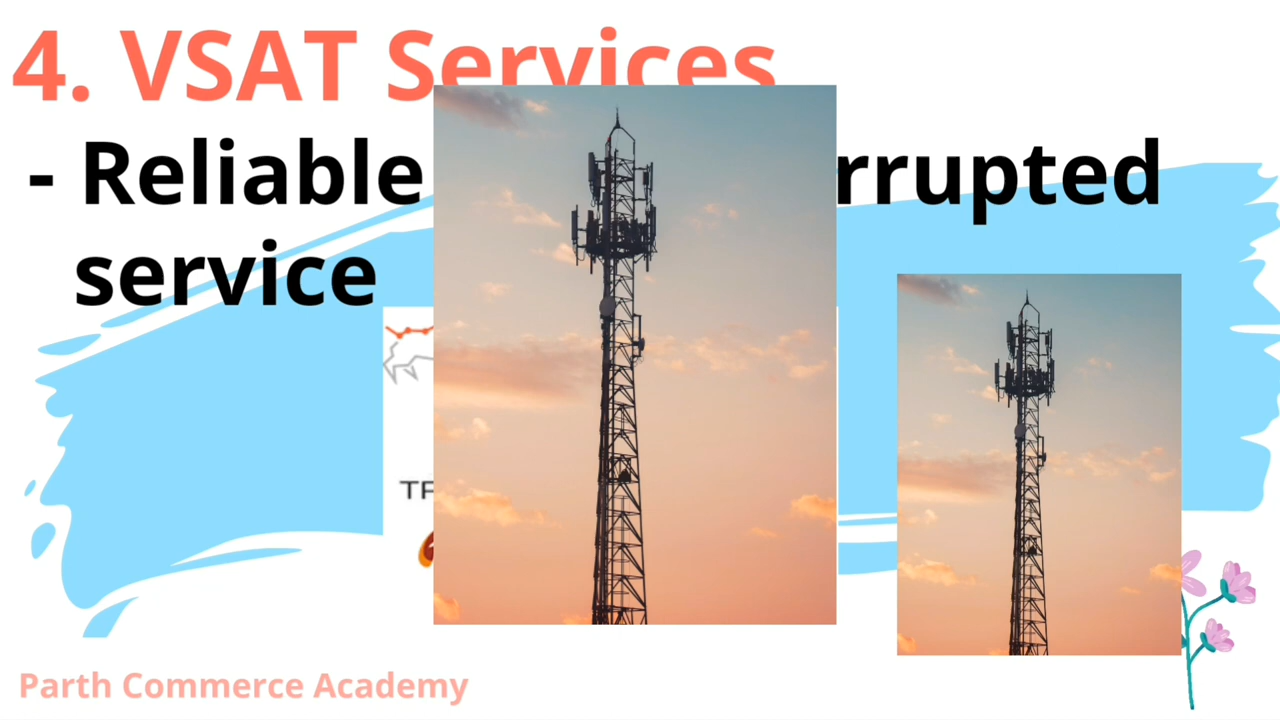 4. VSAT Services
- Reliable rrupted
service
TF
Parth Commerce Academy